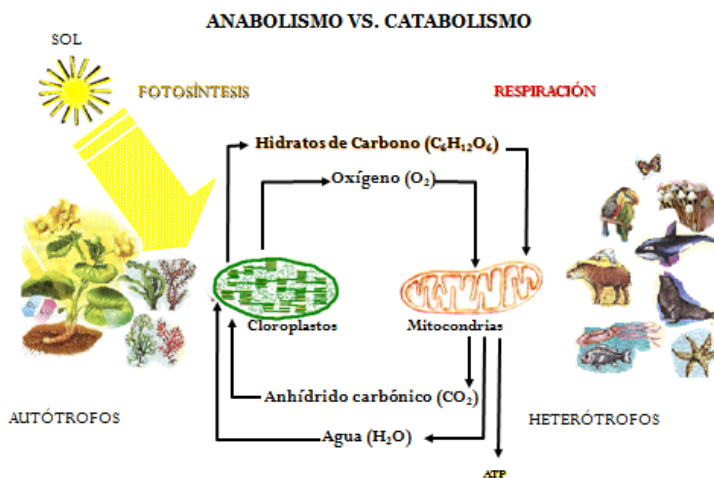 ANABOLISMO VS. CATABOLISMO
SOL
FOTOSÍNTESIS
RESPIRACIÓN
Hidratos de Carbono (C₆H₁₂O₆)
Oxígeno (O₂)
Cloroplastos
Mitocondrias
Anhídrido carbónico (CO₂)
AUTÓTROFOS
HETERÓTROFOS
Agua (H₂O)
ATP